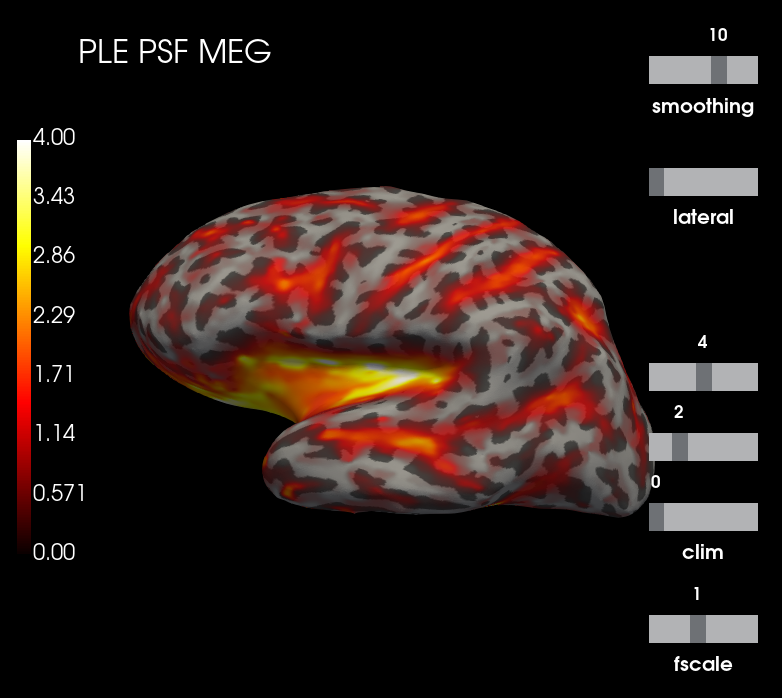 PLE PSF MEG
4.00
3.43
2.86
2.29
1.71
1.14
0.571
0.00
10
smoothing
lateral
4
2
0
clim
1
fscale